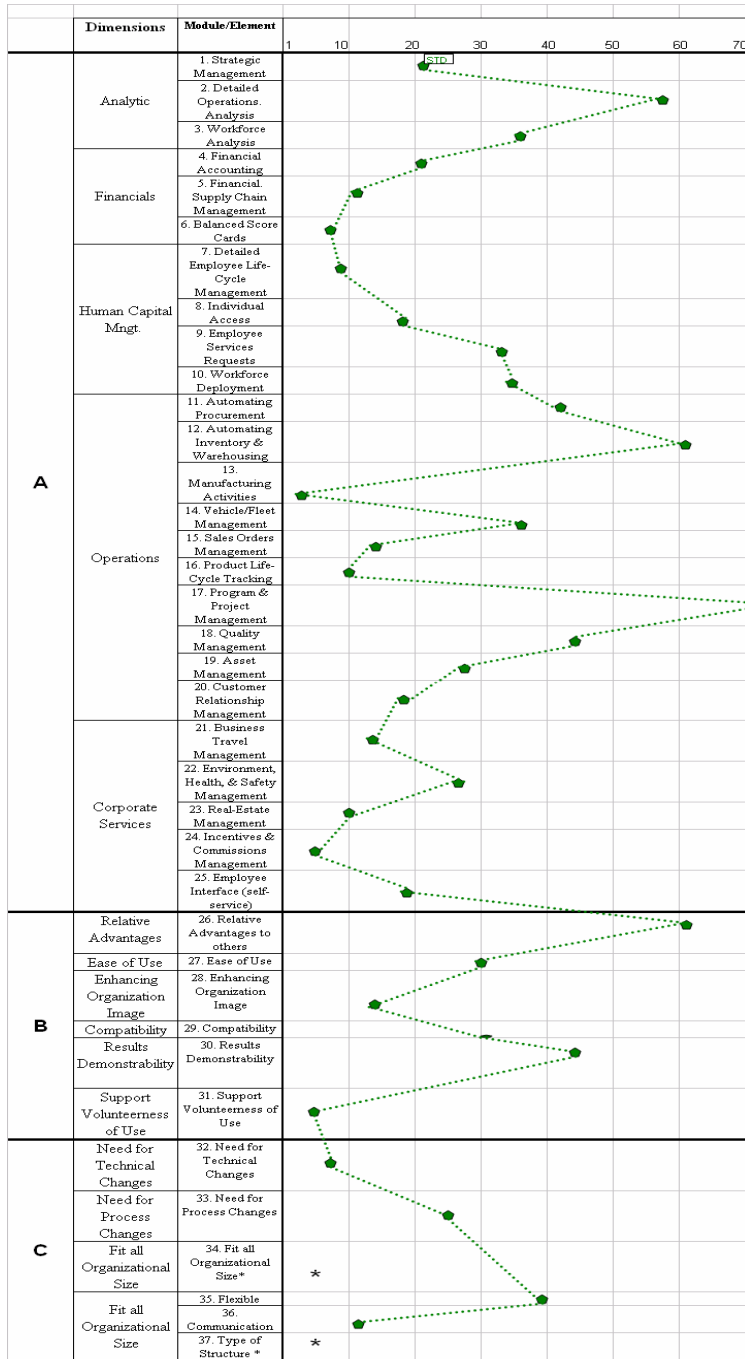 Dimensions Module/Element
1 10 20 30 40 50 60 70
STD
A
Analytic
1. Strategic
Management
2. Detailed
Operations.
Analysis
3. Workforce
Analysis
Financials
4. Financial
Accounting
5. Financial.
Supply Chain
Management
6. Balanced Score
Cards
Human Capital
Mngt.
7. Detailed
Employee Life-
Cycle
Management
8. Individual
Access
9. Employee
Services
Requests
10. Workforce
Deployment
Operations
11. Automating
Procurement
12. Automating
Inventory &
Warehousing
13.
Manufacturing
Activities
14. Vehicle/Fleet
Management
15. Sales Orders
Management
16. Product Life-
Cycle Tracking
17. Program &
Project
Management
18. Quality
Management
19. Asset
Management
20. Customer
Relationship
Management
Corporate
Services
21. Business
Travel
Management
22. Environment,
Health, & Safety
Management
23. Real-Estate
Management
24. Incentives &
Commissions
Management
25. Employee
Interface (self-
service)
B
Relative
Advantages
26. Relative
Advantages to
others
Ease of Use
27. Ease of Use
Enhancing
Organization
Image
28. Enhancing
Organization
Image
Compatibility
29. Compatibility
Results
Demonstrability
30. Results
Demonstrability
Support
Volunteerness
of Use
31. Support
Volunteerness of
Use
C
Need for
Technical
Changes
32. Need for
Technical
Changes
Need for
Process
Changes
33. Need for
Process Changes
Fit all
Organizational
Size
34. Fit all
Organizational
Size*
*
Fit all
Organizational
Size
35. Flexible
36.
Communication
37. Type of
Structure *
*